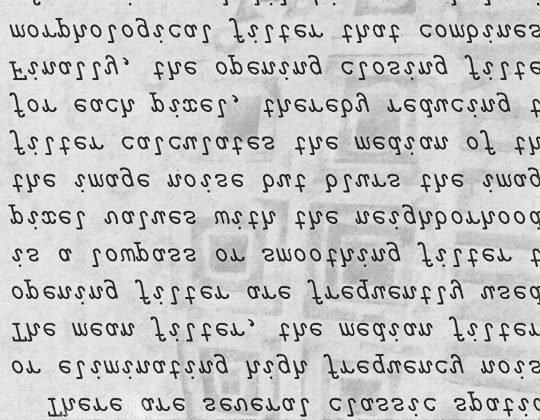 There are several classic spatia
or eliminating high frequency nois
The mean filter, the median filter
opening filter are frequently used
is a lowpass or smoothing filter t
pixel values with the neighborhood
the image noise but blurs the imag
filter calculates the median of th
for each pixel, thereby reducing t
Finally, the opening closing filte
morphological filter that combines